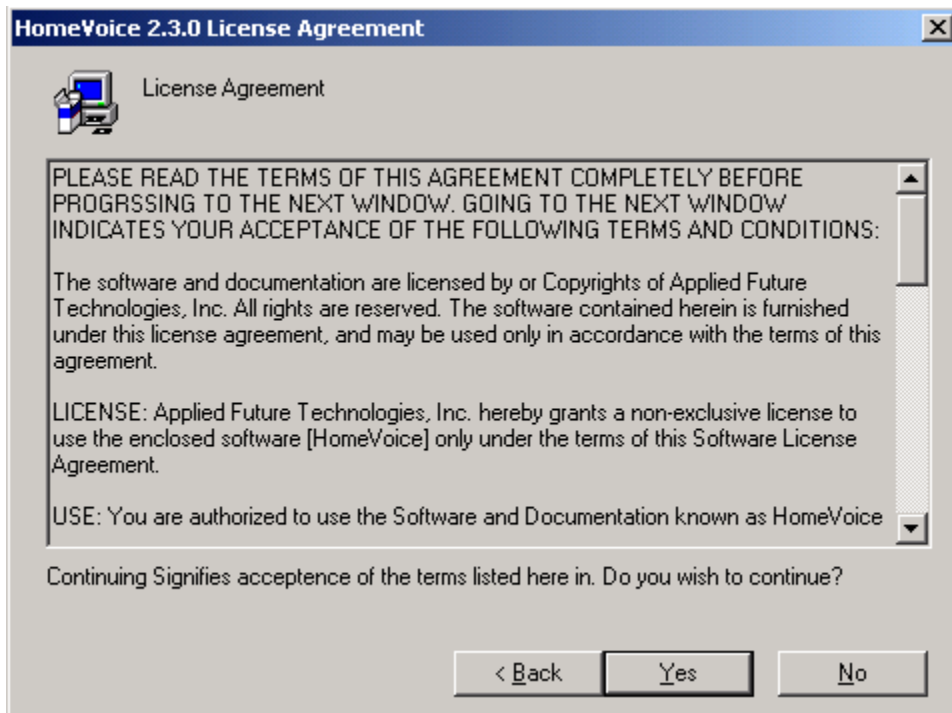 HomeVoice 2.3.0 License Agreement
License Agreement
PLEASE READ THE TERMS OF THIS AGREEMENT COMPLETELY BEFORE
PROGRSSING TO THE NEXT WINDOW. GOING TO THE NEXT WINDOW
INDICATES YOUR ACCEPTANCE OF THE FOLLOWING TERMS AND CONDITIONS:
The software and documentation are licensed by or Copyrights of Applied Future
Technologies, Inc. All rights are reserved. The software contained herein is furnished
under this license agreement, and may be used only in accordance with the terms of this
agreement.
LICENSE: Applied Future Technologies, Inc. hereby grants a non-exclusive license to
use the enclosed software [HomeVoice] only under the terms of this Software License
Agreement.
USE: You are authorized to use the Software and Documentation known as HomeVoice
Continuing Signifies acceptence of the terms listed here in. Do you wish to continue?
< Back Yes No